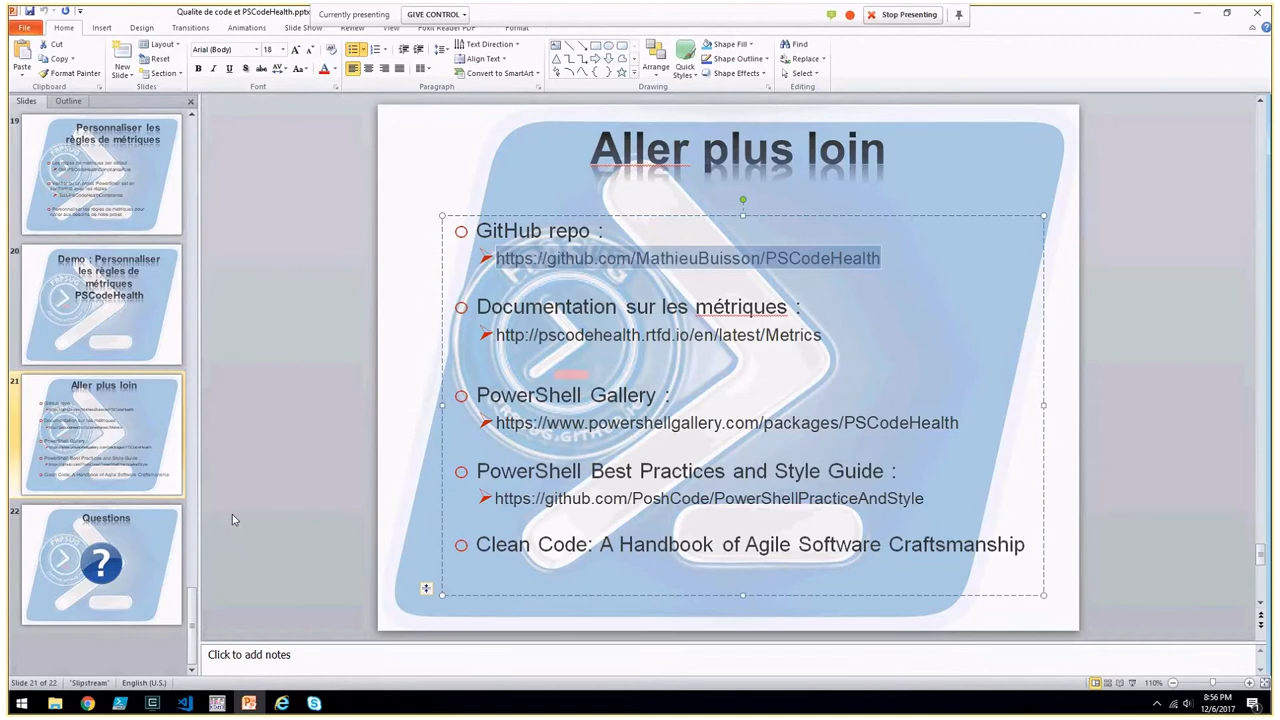 Qualite de code et PSCodeHealth.pptx
Currently presenting
GIVE CONTROL
Stop Presenting
File
Home
Insert
Design
Transitions
Animations
Slide Show
Review
View
Foxit Reader PDF
Format
Paste
Cut
Copy
Format Painter
Clipboard
New Slide
Layout
Reset
Section
Slides
Arial (Body)
18
Font
Paragraph
Text Direction
Align Text
Convert to SmartArt
Arrange
Quick Styles
Shape Fill
Shape Outline
Shape Effects
Drawing
Find
Replace
Select
Editing
Slides
Outline
19
Personnaliser les
règles de métriques
20
Demo : Personnaliser
les règles de
métriques
PSCodeHealth
21
Aller plus loin
22
Questions
?
Aller plus loin
GitHub repo :
https://github.com/MathieuBuisson/PSCodeHealth
Documentation sur les métriques :
http://pscodehealth.rtfd.io/en/latest/Metrics
PowerShell Gallery :
https://www.powershellgallery.com/packages/PSCodeHealth
PowerShell Best Practices and Style Guide :
https://github.com/PoshCode/PowerShellPracticeAndStyle
Clean Code: A Handbook of Agile Software Craftsmanship
Click to add notes
Slide 21 of 22
"Slipstream"
English (U.S.)
110%
8:56 PM
12/6/2017